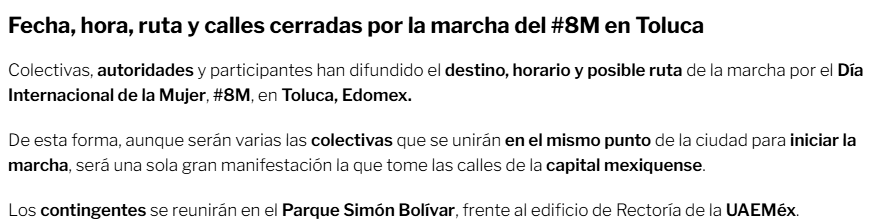 Fecha, hora, ruta y calles cerradas por la marcha del #8M en Toluca
Colectivas, autoridades y participantes han difundido el destino, horario y posible ruta de la marcha por el Día
Internacional de la Mujer, #8M, en Toluca, Edomex.
De esta forma, aunque serán varias las colectivas que se unirán en el mismo punto de la ciudad para iniciar la
marcha, será una sola gran manifestación la que tome las calles de la capital mexiquense.
Los contingentes se reunirán en el Parque Simón Bolívar, frente al edificio de Rectoría de la UAEMéx.